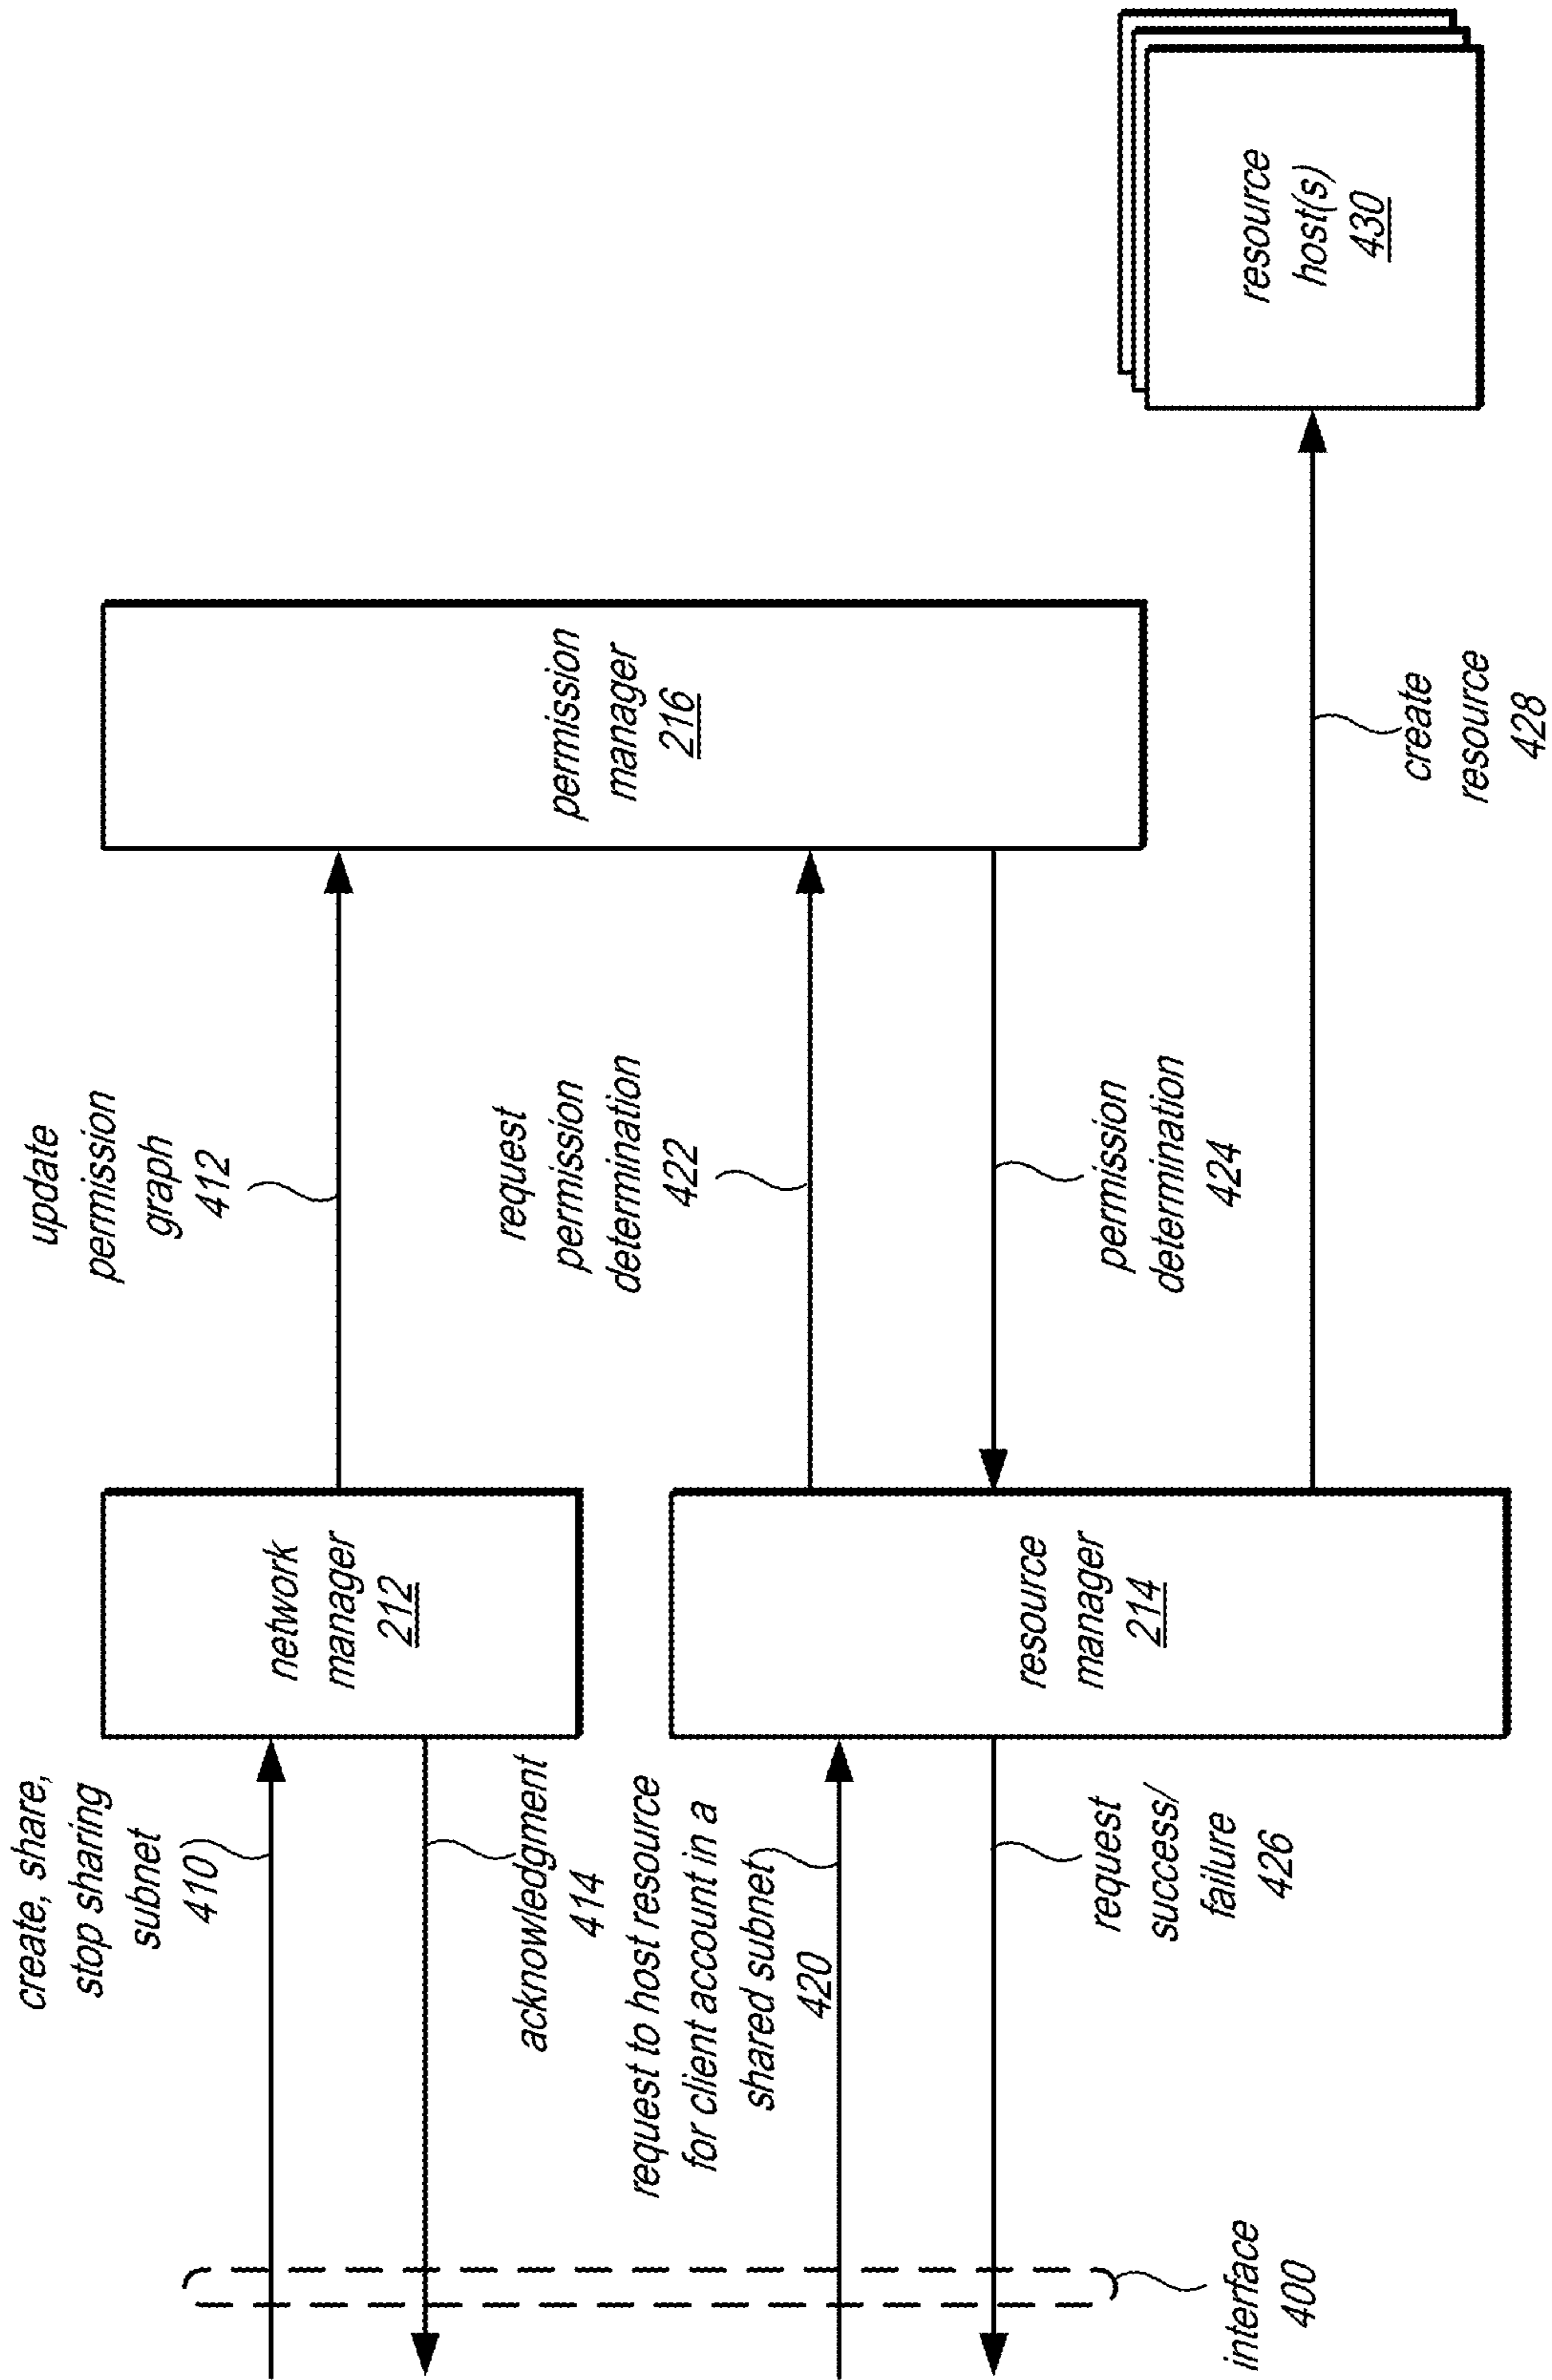 create, share,
stop sharing
subnet
410
network
manager
212
update
permission
graph
412
permission
manager
216
acknowledgment
414
request to host resource
for client account in a
shared subnet
420
request
permission
determination
422
resource
manager
214
permission
determination
424
request
success/
failure
426
interface
400
create
resource
428
resource
host(s)
430